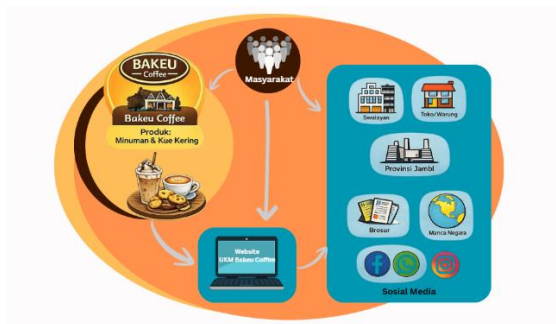 BAKEU
Coffee
Bakeu Coffee
Produk:
Minuman & Kue Kering
Masyarakat
Website
UKM Bakeu Coffee
Swalayan
Toko/Warung
Provinsi Jambi
Brosur
Manca Negara
Sosial Media